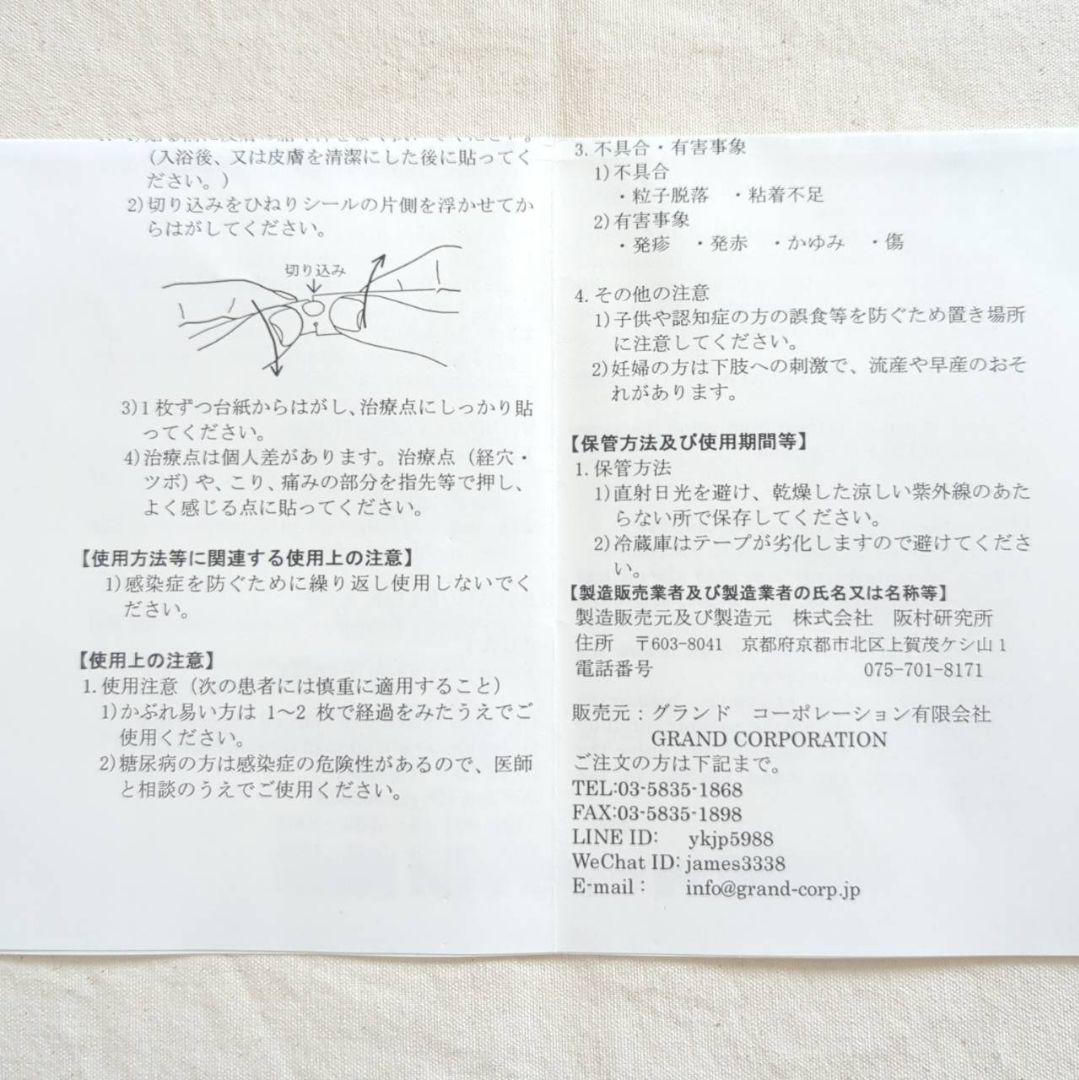 (入浴後、又は皮膚を清潔にした後に貼ってく
ださい。)
2)切り込みをひねりシールの片側を浮かせてか
らはがしてください。
切り込み
3)1枚ずつ台紙からはがし、治療点にしっかり貼
ってください。
4)治療点は個人差があります。治療点(経穴・
ツボ)や、こり、痛みの部分を指先等で押し、
よく感じる点に貼ってください。
【使用方法等に関連する使用上の注意】
1)感染症を防ぐために繰り返し使用しないでく
ださい。
【使用上の注意】
1.使用注意(次の患者には慎重に適用すること)
1)かぶれ易い方は 1～2 枚で経過をみたうえでご
使用ください。
2)糖尿病の方は感染症の危険性があるので、医師
と相談のうえでご使用ください。
3.不具合・有害事象
1)不具合
・粒子脱落 ・粘着不足
2)有害事象
・発疹 ・発赤 ・かゆみ ・傷
4.その他の注意
1)子供や認知症の方の誤食等を防ぐため置き場所
に注意してください。
2)妊婦の方は下肢への刺激で、流産や早産のおそ
れがあります。
【保管方法及び使用期間等】
1.保管方法
1)直射日光を避け、乾燥した涼しい紫外線のあた
らない所で保存してください。
2)冷蔵庫はテープが劣化しますので避けてくださ
い。
【製造販売業者及び製造業者の氏名又は名称等】
製造販売元及び製造元 株式会社 阪村研究所
住所 〒603-8041 京都府京都市北区上賀茂ケシ山1
電話番号 075-701-8171
販売元：グランド コーポレーション有限会社
GRAND CORPORATION
ご注文の方は下記まで。
TEL:03-5835-1868
FAX:03-5835-1898
LINE ID: ykjp5988
WeChat ID: james3338
E-mail： info@grand-corp.jp